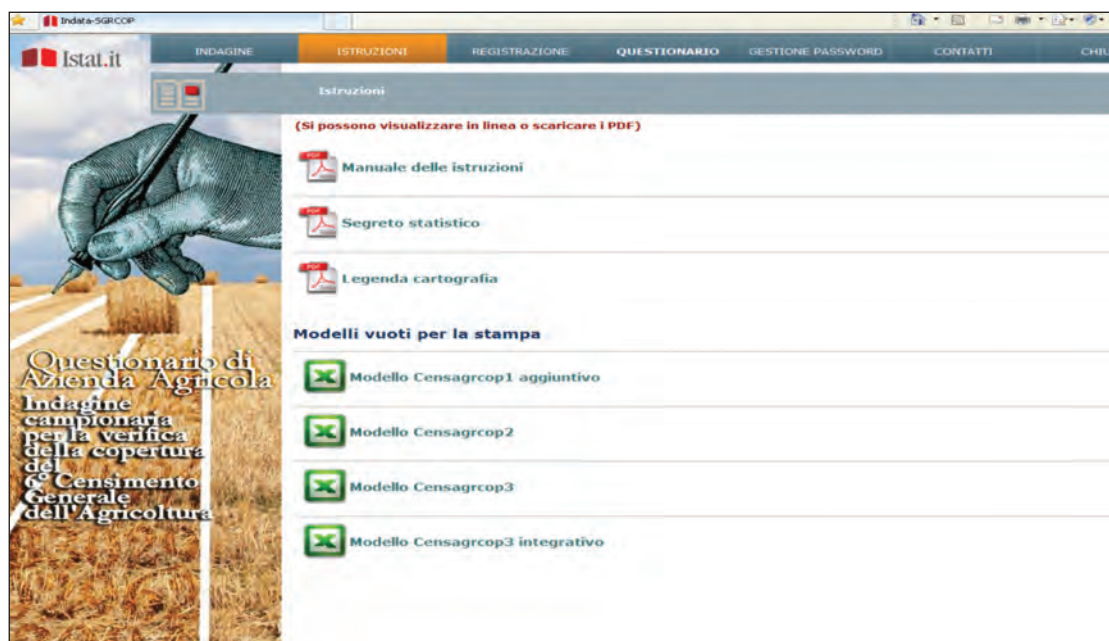 Indata-SGRCOP
Istat.it
INDAGINE ISTRUZIONI REGISTRAZIONE QUESTIONARIO GESTIONE PASSWORD CONTATTI
Istruzioni
(Si possono visualizzare in linea o scaricare i PDF)
PDF Manuale delle istruzioni
PDF Segreto statistico
PDF Legenda cartografia
Modelli vuoti per la stampa
Modello Censagrcop1 aggiuntivo
Modello Censagrcop2
Modello Censagrcop3
Modello Censagrcop3 integrativo
Questionario di
Azienda Agricola
Indagine
campionaria
per la verifica
della copertura
del
6° Censimento
Generale
dell'Agricoltura